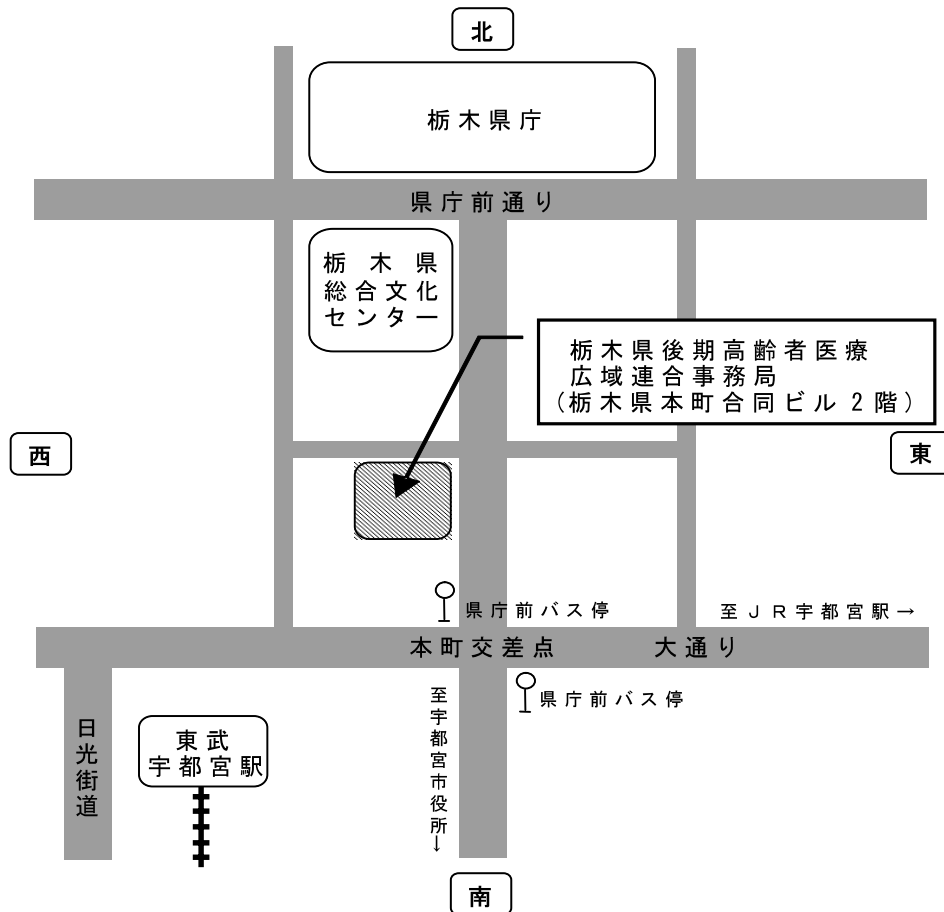 北
栃木県庁
県庁前通り
栃木県
総合文化
センター
栃木県後期高齢者医療
広域連合事務局
(栃木県本町合同ビル2階)
西
東
県庁前バス停
至JR宇都宮駅→
本町交差点
大通り
県庁前バス停
至宇都宮市役所→
日光街道
東武
宇都宮駅
南